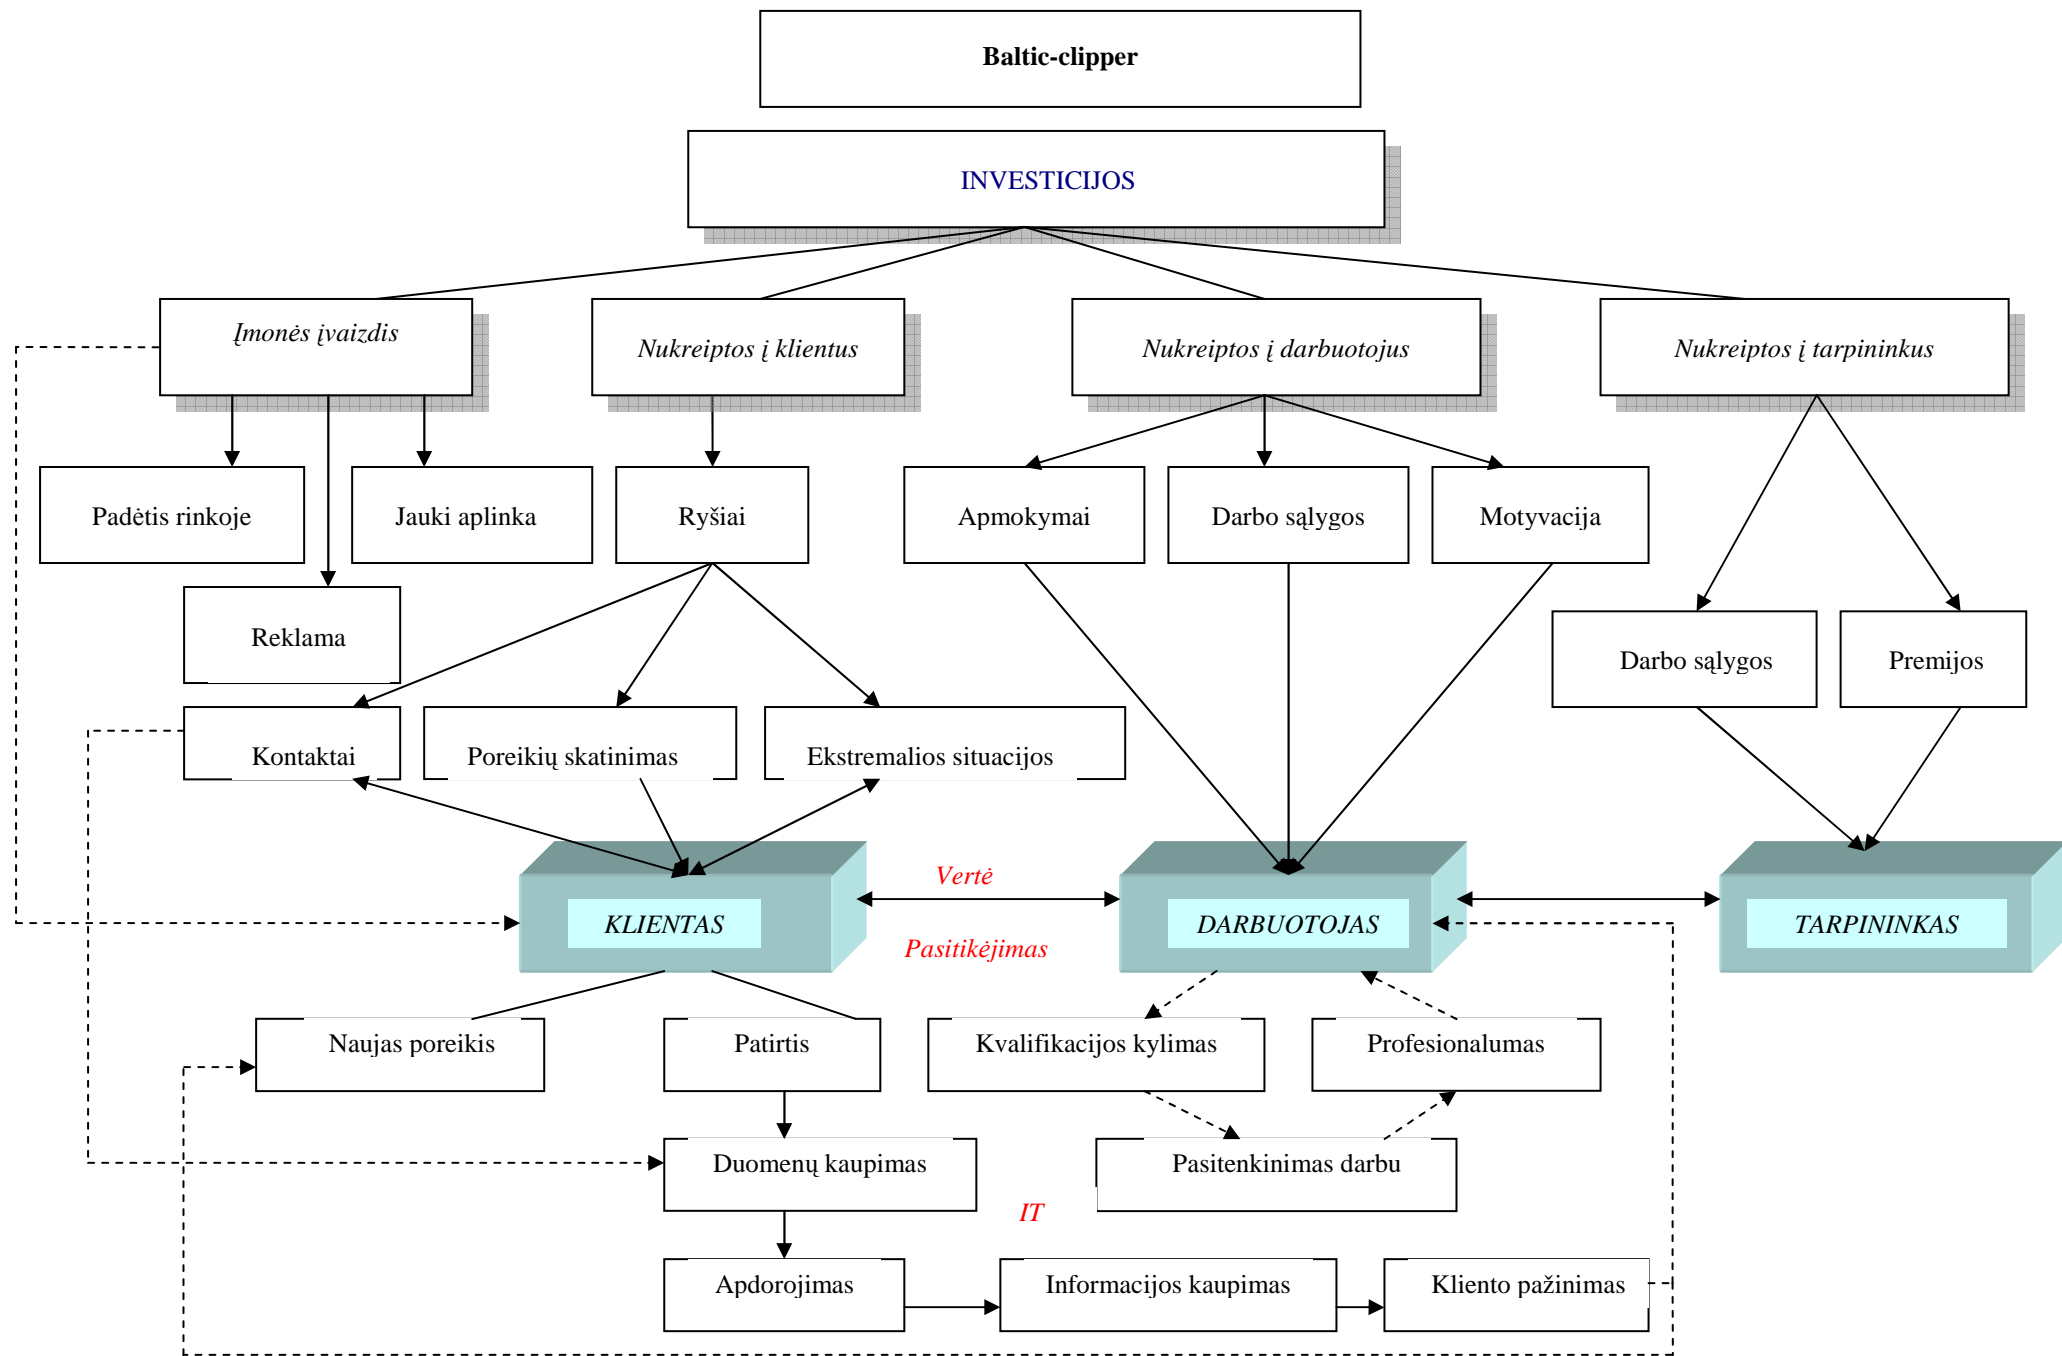 Baltic-clipper
INVESTICIJOS
Įmonės įvaizdis
Nukreiptos į klientus
Nukreiptos į darbuotojus
Nukreiptos į tarpininkus
Padėtis rinkoje
Jauki aplinka
Ryšiai
Apmokymai
Darbo sąlygos
Motyvacija
Reklama
Darbo sąlygos
Premijos
Kontaktai
Poreikių skatinimas
Ekstremalios situacijos
Vertė
KLIENTAS
DARBUOTOJAS
TARPININKAS
Pasitikėjimas
Naujas poreikis
Patirtis
Kvalifikacijos kylimas
Profesionalumas
Duomenų kaupimas
Pasitenkinimas darbu
IT
Apdorojimas
Informacijos kaupimas
Kliento pažinimas